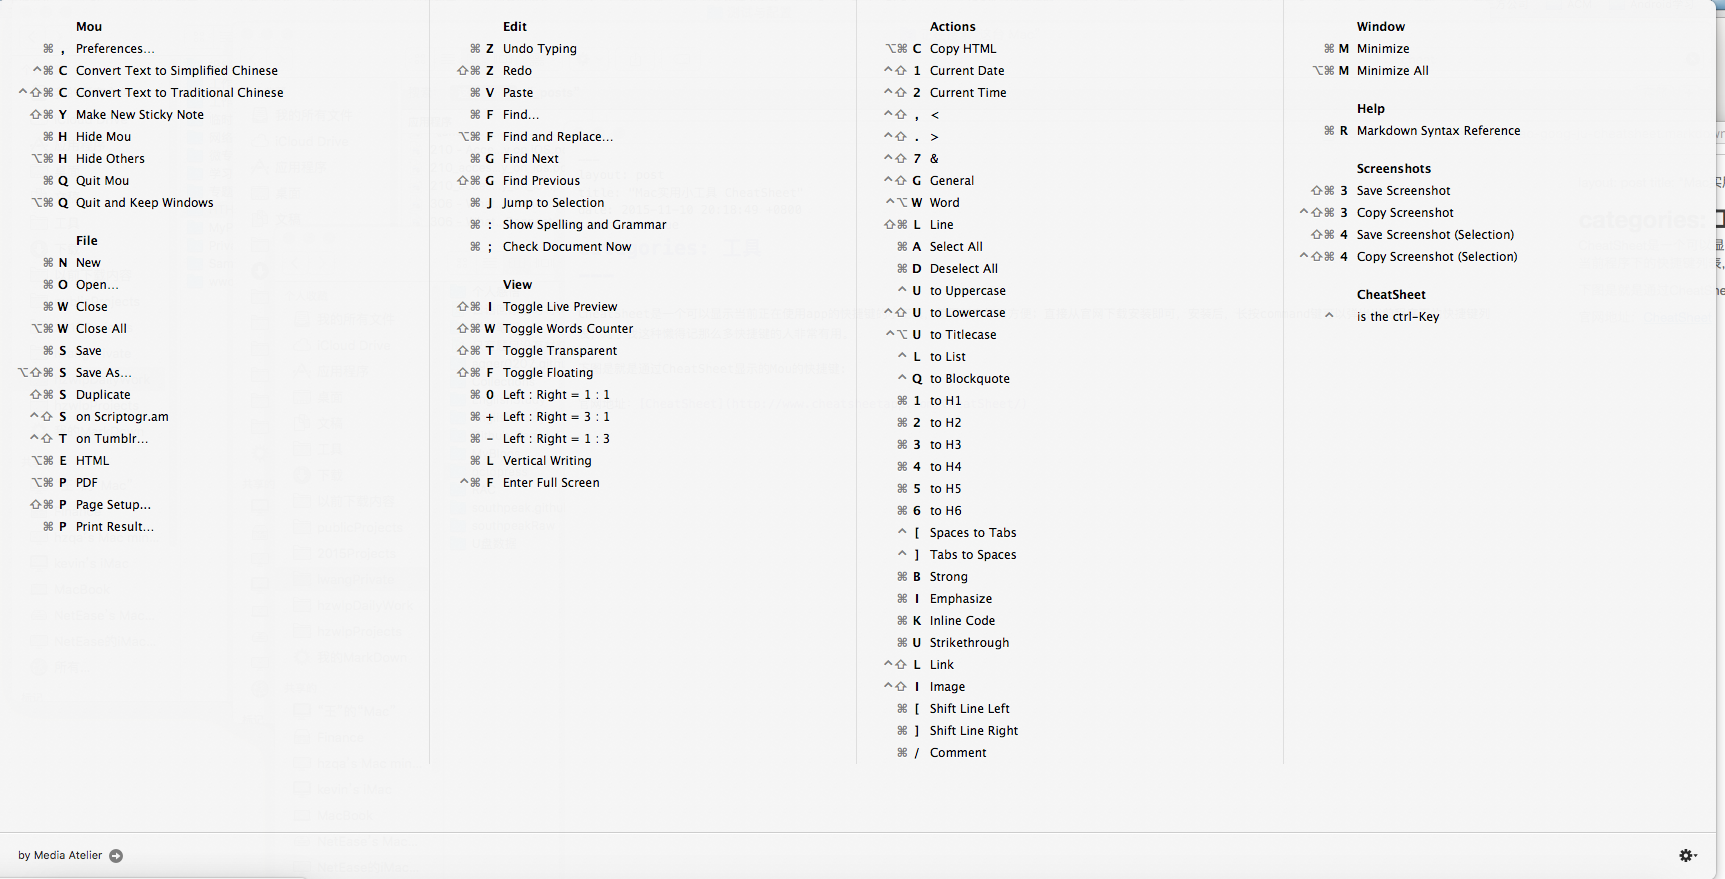 Mou
⌘ , Preferences...
^⌘ C Convert Text to Simplified Chinese
^⇧⌘ C Convert Text to Traditional Chinese
⇧⌘ Y Make New Sticky Note
⌘ H Hide Mou
⌥⌘ H Hide Others
⌘ Q Quit Mou
⌥⌘ Q Quit and Keep Windows
File
⌘ N New
⌘ O Open...
⌘ W Close
⌥⌘ W Close All
⌘ S Save
⌥⇧⌘ S Save As...
⇧⌘ S Duplicate
^⇧ S on Scriptogr.am
^⇧ T on Tumblr...
⌥⌘ E HTML
⌥⌘ P PDF
⇧⌘ P Page Setup...
⌘ P Print Result...
Edit
⌘ Z Undo Typing
⇧⌘ Z Redo
⌘ V Paste
⌘ F Find...
⌥⌘ F Find and Replace...
⌘ G Find Next
⇧⌘ G Find Previous
⌘ J Jump to Selection
⌘ : Show Spelling and Grammar
⌘ ; Check Document Now
View
⇧⌘ I Toggle Live Preview
⇧⌘ W Toggle Words Counter
⇧⌘ T Toggle Transparent
⇧⌘ F Toggle Floating
⌘ 0 Left : Right = 1 : 1
⌘ + Left : Right = 3 : 1
⌘ - Left : Right = 1 : 3
⌘ L Vertical Writing
^⌘ F Enter Full Screen
Actions
⌥⌘ C Copy HTML
^⇧ 1 Current Date
^⇧ 2 Current Time
^⇧ , <
^⇧ . >
^⇧ 7 &
^⇧ G General
^⌥ W Word
⇧⌘ L Line
⌘ A Select All
⌘ D Deselect All
^ U to Uppercase
^⇧ U to Lowercase
^⌥ U to Titlecase
^ L to List
^ Q to Blockquote
⌘ 1 to H1
⌘ 2 to H2
⌘ 3 to H3
⌘ 4 to H4
⌘ 5 to H5
⌘ 6 to H6
^ [ Spaces to Tabs
^ ] Tabs to Spaces
⌘ B Strong
⌘ I Emphasize
⌘ K Inline Code
⌘ U Strikethrough
^⇧ L Link
^⇧ I Image
⌘ [ Shift Line Left
⌘ ] Shift Line Right
⌘ / Comment
Window
⌘ M Minimize
⌥⌘ M Minimize All
Help
⌘ R Markdown Syntax Reference
Screenshots
⇧⌘ 3 Save Screenshot
^⇧⌘ 3 Copy Screenshot
⇧⌘ 4 Save Screenshot (Selection)
^⇧⌘ 4 Copy Screenshot (Selection)
CheatSheet
^ is the ctrl-Key
categories:
by Media Atelier